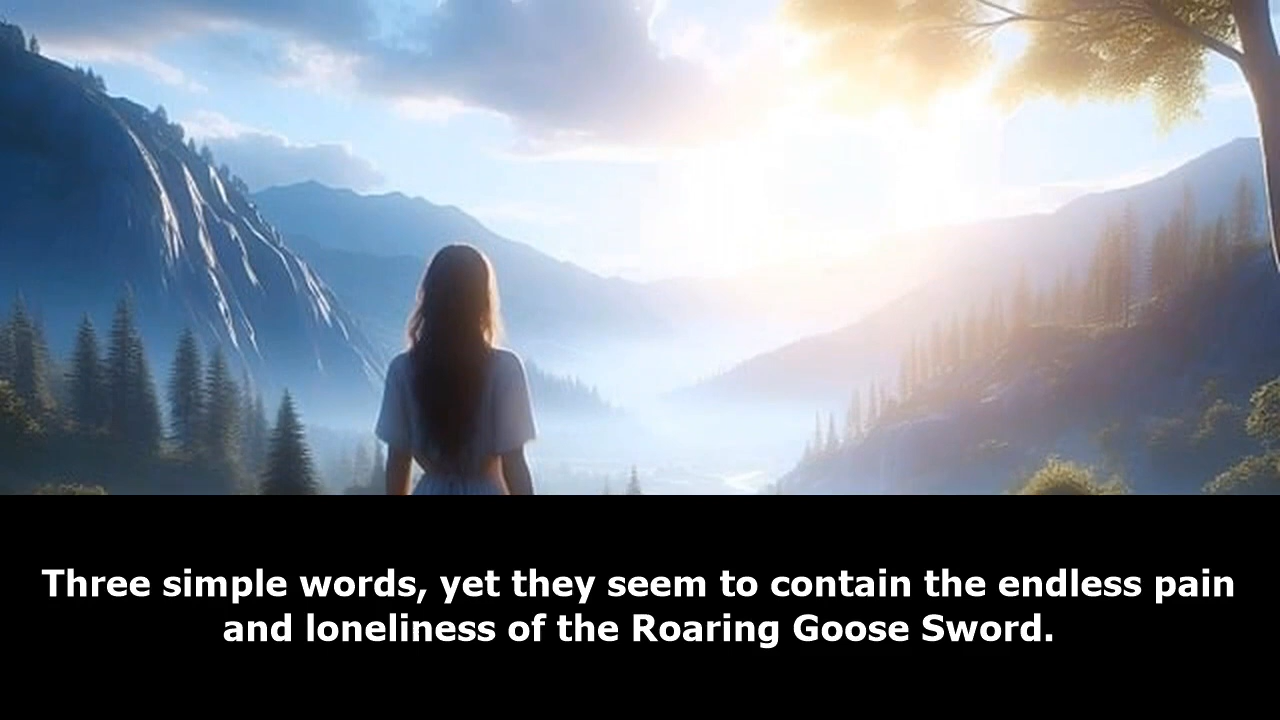 Three simple words, yet they seem to contain the endless pain
and loneliness of the Roaring Goose Sword.